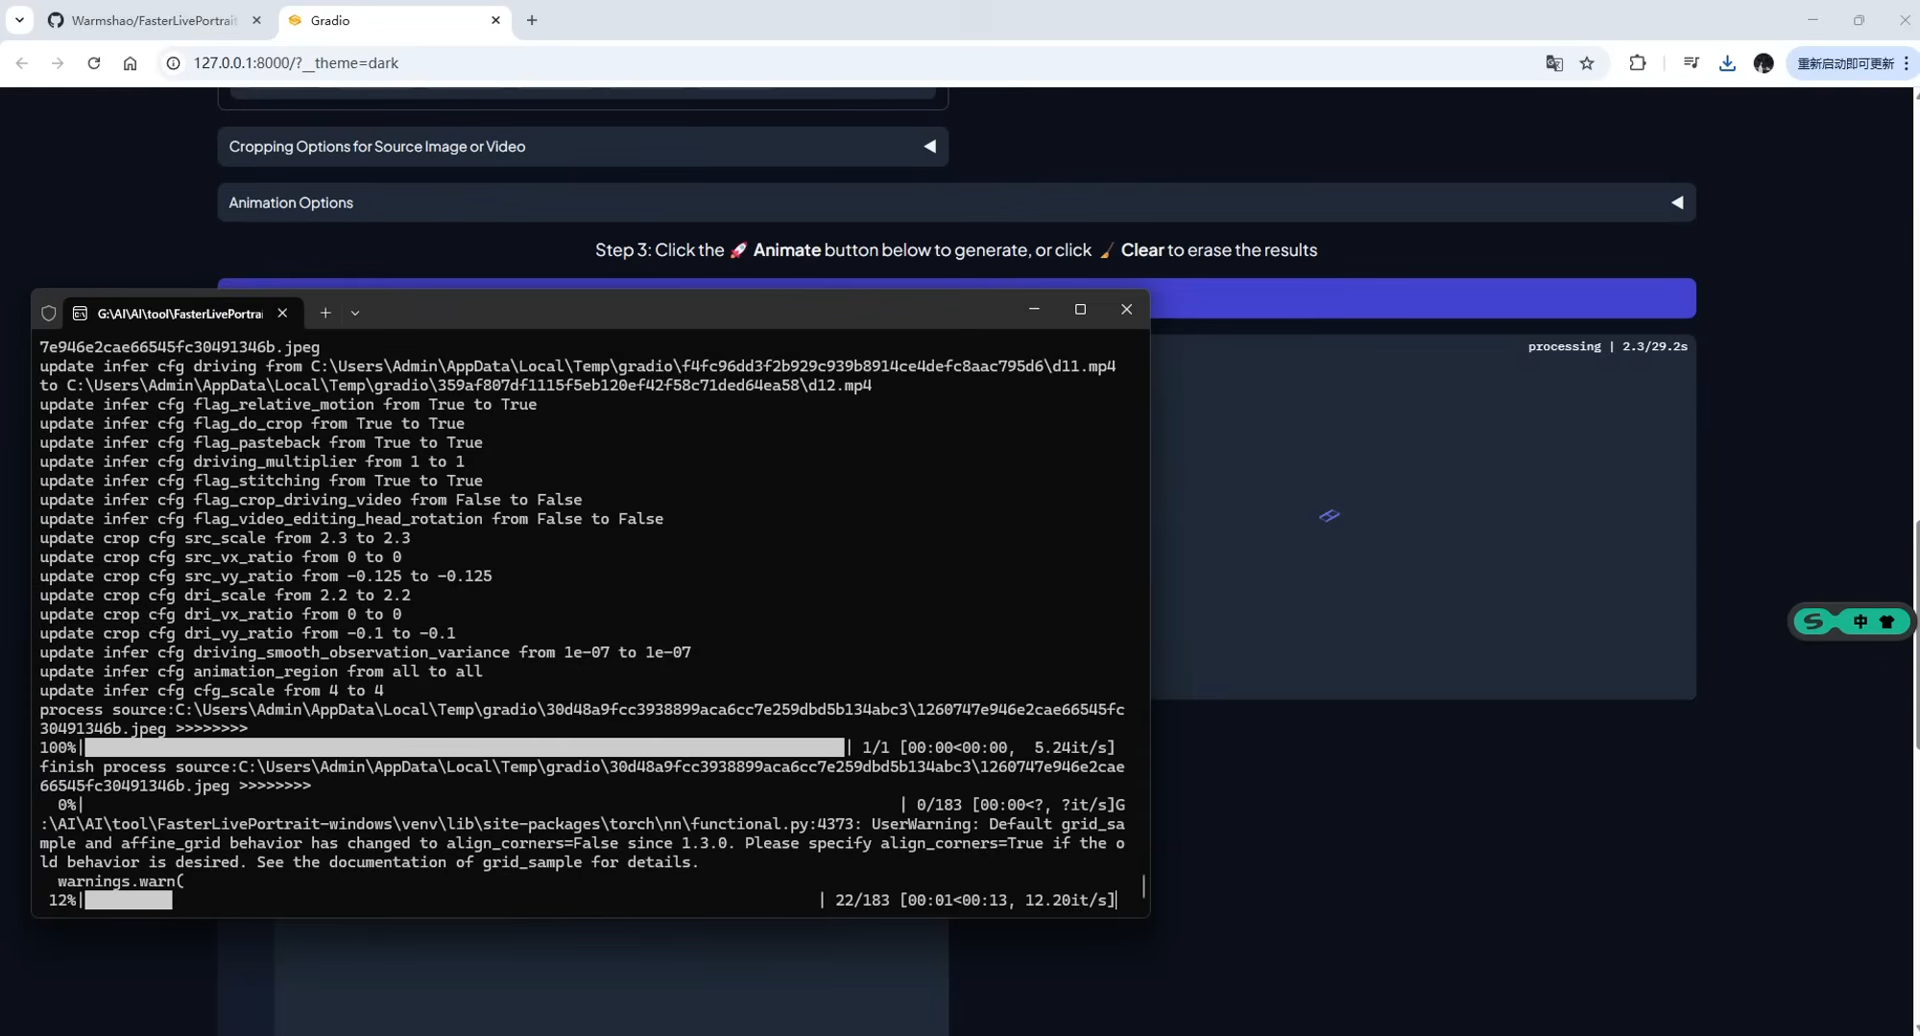 Warmshao/FasterLivePortrait
Gradio
127.0.0.1:8000/?__theme=dark
重新启动即可更新
Cropping Options for Source Image or Video
Animation Options
Step 3: Click the 🚀 Animate button below to generate, or click 🧹 Clear to erase the results
G:\AI\AI\tool\FasterLivePortrai
processing | 2.3/29.2s
7e946e2cae66545fc30491346b.jpeg
update infer cfg driving from C:\Users\Admin\AppData\Local\Temp\gradio\f4fc96dd3f2b929c939b8914ce4defc8aac795d6\d11.mp4
to C:\Users\Admin\AppData\Local\Temp\gradio\359af807df1115f5eb120ef42f58c71ded64ea58\d12.mp4
update infer cfg flag_relative_motion from True to True
update infer cfg flag_do_crop from True to True
update infer cfg flag_pasteback from True to True
update infer cfg driving_multiplier from 1 to 1
update infer cfg flag_stitching from True to True
update infer cfg flag_crop_driving_video from False to False
update infer cfg flag_video_editing_head_rotation from False to False
update crop cfg src_scale from 2.3 to 2.3
update crop cfg src_vx_ratio from 0 to 0
update crop cfg src_vy_ratio from -0.125 to -0.125
update crop cfg dri_scale from 2.2 to 2.2
update crop cfg dri_vx_ratio from 0 to 0
update crop cfg dri_vy_ratio from -0.1 to -0.1
update infer cfg driving_smooth_observation_variance from 1e-07 to 1e-07
update infer cfg animation_region from all to all
update infer cfg cfg_scale from 4 to 4
process source:C:\Users\Admin\AppData\Local\Temp\gradio\30d48a9fcc3938899aca6cc7e259dbd5b134abc3\1260747e946e2cae66545fc
30491346b.jpeg >>>>>>>>
100%| | 1/1 [00:00<00:00, 5.24it/s]
finish process source:C:\Users\Admin\AppData\Local\Temp\gradio\30d48a9fcc3938899aca6cc7e259dbd5b134abc3\1260747e946e2cae
66545fc30491346b.jpeg >>>>>>>>
0%| | 0/183 [00:00<?, ?it/s]G
:\AI\AI\tool\FasterLivePortrait-windows\venv\lib\site-packages\torch\nn\functional.py:4373: UserWarning: Default grid_sa
mple and affine_grid behavior has changed to align_corners=False since 1.3.0. Please specify align_corners=True if the o
ld behavior is desired. See the documentation of grid_sample for details.
warnings.warn(
12%| | 22/183 [00:01<00:13, 12.20it/s]
中